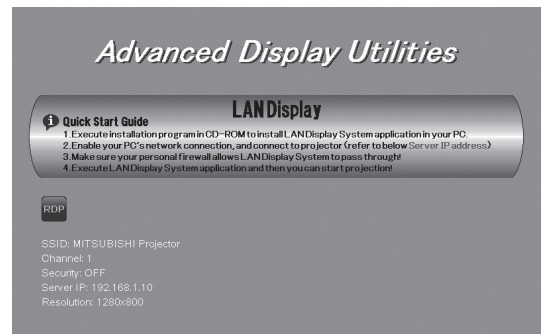 Advanced Display Utilities
LAN Display
Quick Start Guide
1.Execute installation program in CD-ROM to install LAN Display System application in your PC.
2.Enable your PC's network connection, and connect to projector (refer to below Server IP address)
3.Make sure your personal firewall allows LAN Display System to pass through!
4.Execute LAN Display System application and then you can start projection!
RDP
SSID: MITSUBISHI Projector
Channel: 1
Security: OFF
Server IP: 192.168.1.10
Resolution: 1280x800